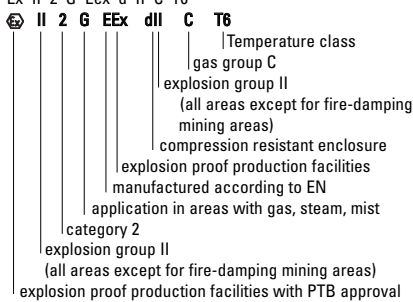 Ex II 2 G EEx d II C T6
Ex II 2 G EEx dII C T6
Temperature class
gas group C
explosion group II
(all areas except for fire-damping
mining areas)
compression resistant enclosure
explosion proof production facilities
manufactured according to EN
application in areas with gas, steam, mist
category 2
explosion group II
(all areas except for fire-damping mining areas)
explosion proof production facilities with PTB approval